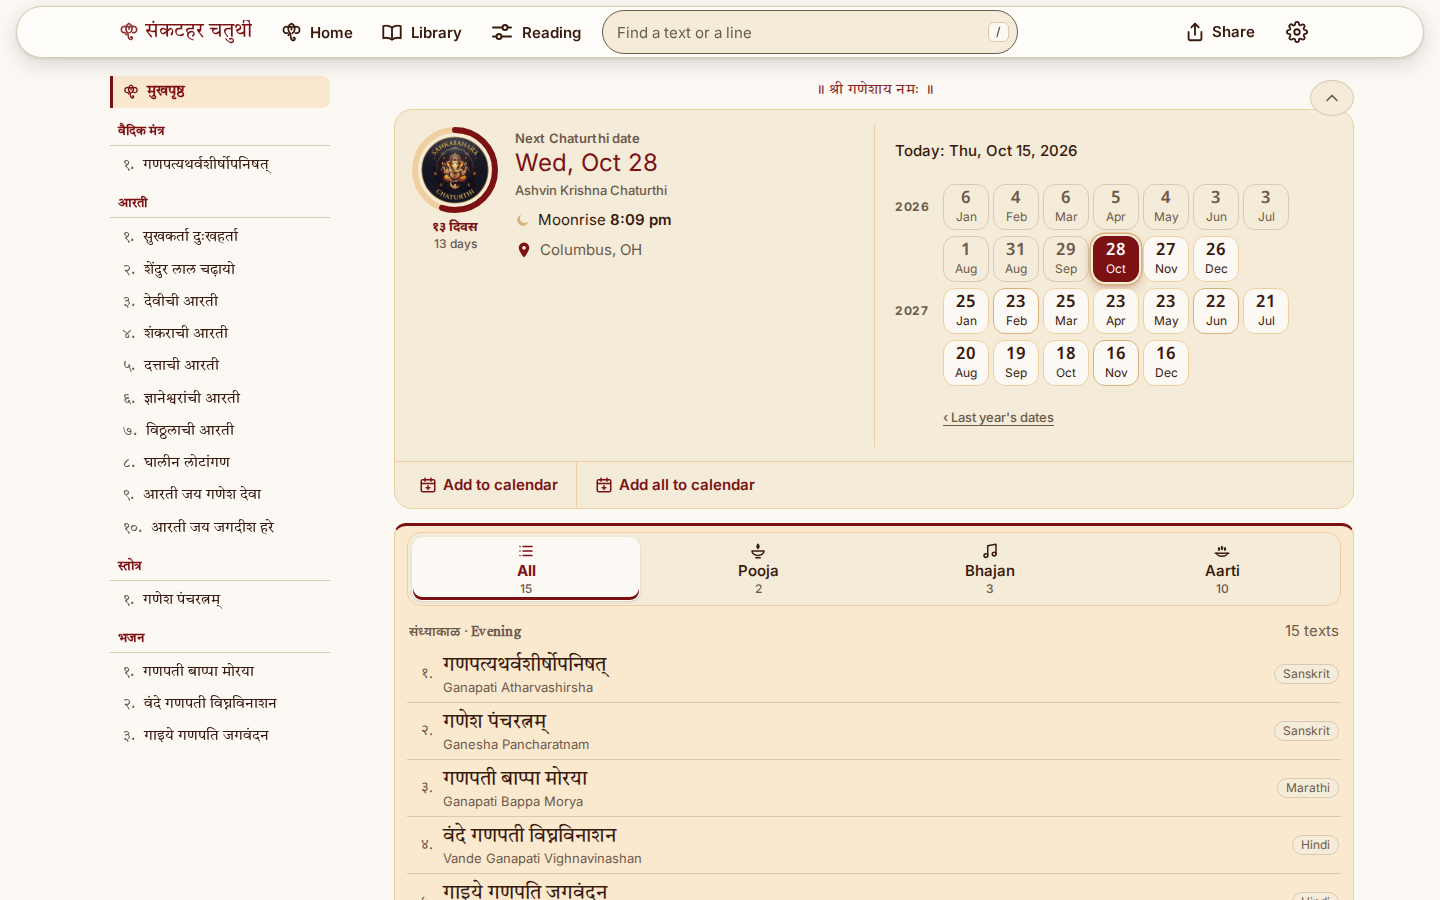 संकटहर चतुर्थी
Home
Library
Reading
Find a text or a line
/
Share
मुखपृष्ठ
वैदिक मंत्र
१. गणपत्यथर्वशीर्षोपनिषत्
आरती
१. सुखकर्ता दुःखहर्ता
२. शेंदुर लाल चढ़ायो
३. देवीची आरती
४. शंकराची आरती
५. दत्ताची आरती
६. ज्ञानेश्वरांची आरती
७. विठ्ठलाची आरती
८. घालीन लोटांगण
९. आरती जय गणेश देवा
१०. आरती जय जगदीश हरे
स्तोत्र
१. गणेश पंचरत्नम्
भजन
१. गणपती बाप्पा मोरया
२. वंदे गणपती विघ्नविनाशन
३. गाइये गणपति जगवंदन
॥ श्री गणेशाय नमः ॥
SANKATAHARA
CHATURTHI
१३ दिवस
13 days
Next Chaturthi date
Wed, Oct 28
Ashvin Krishna Chaturthi
Moonrise 8:09 pm
Columbus, OH
Today: Thu, Oct 15, 2026
2026
6 Jan
4 Feb
6 Mar
5 Apr
4 May
3 Jun
3 Jul
1 Aug
31 Aug
29 Sep
28 Oct
27 Nov
26 Dec
2027
25 Jan
23 Feb
25 Mar
23 Apr
23 May
22 Jun
21 Jul
20 Aug
19 Sep
18 Oct
16 Nov
16 Dec
‹ Last year's dates
Add to calendar
Add all to calendar
All
15
Pooja
2
Bhajan
3
Aarti
10
संध्याकाळ · Evening
15 texts
१. गणपत्यथर्वशीर्षोपनिषत्
Ganapati Atharvashirsha
Sanskrit
२. गणेश पंचरत्नम्
Ganesha Pancharatnam
Sanskrit
३. गणपती बाप्पा मोरया
Ganapati Bappa Morya
Marathi
४. वंदे गणपती विघ्नविनाशन
Vande Ganapati Vighnavinashan
Hindi
गाइये गणपति जगवंदन